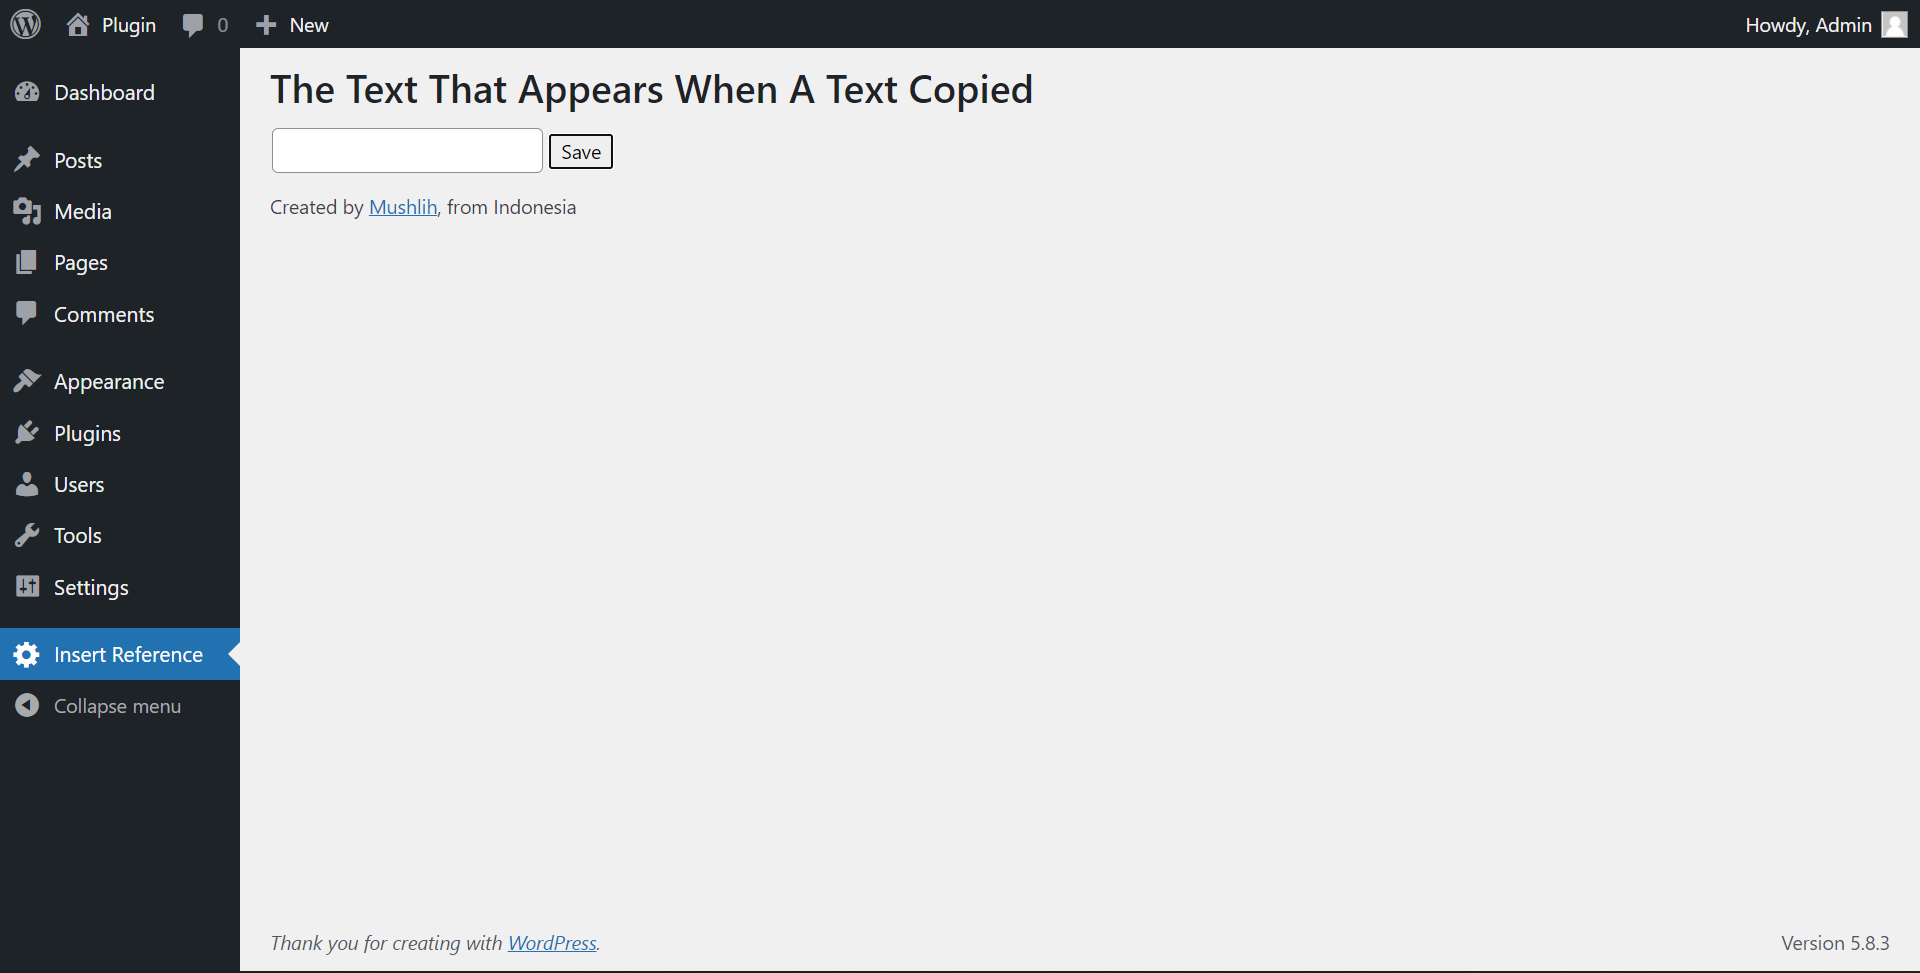 Plugin 0 New Howdy, Admin
Dashboard
Posts
Media
Pages
Comments
Appearance
Plugins
Users
Tools
Settings
Insert Reference
Collapse menu
The Text That Appears When A Text Copied
Save
Created by Mushlih, from Indonesia
Thank you for creating with WordPress.
Version 5.8.3